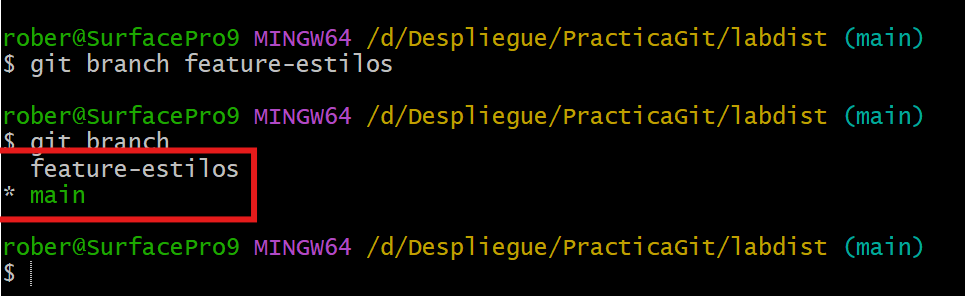 rober@SurfacePro9 MINGW64 /d/Despliegue/PracticaGit/labdist (main)
$ git branch feature-estilos
rober@SurfacePro9 MINGW64 /d/Despliegue/PracticaGit/labdist (main)
$ git branch
feature-estilos
* main
rober@SurfacePro9 MINGW64 /d/Despliegue/PracticaGit/labdist (main)
$